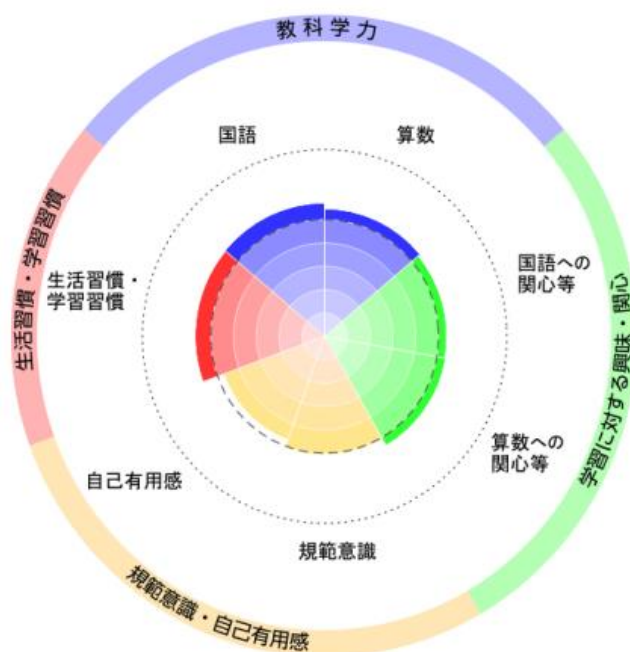 教科学力
国語
算数
生活習慣・学習習慣
生活習慣・
学習習慣
国語への
関心等
学習に対する興味・関心
算数への
関心等
自己有用感
規範意識
規範意識・自己有用感